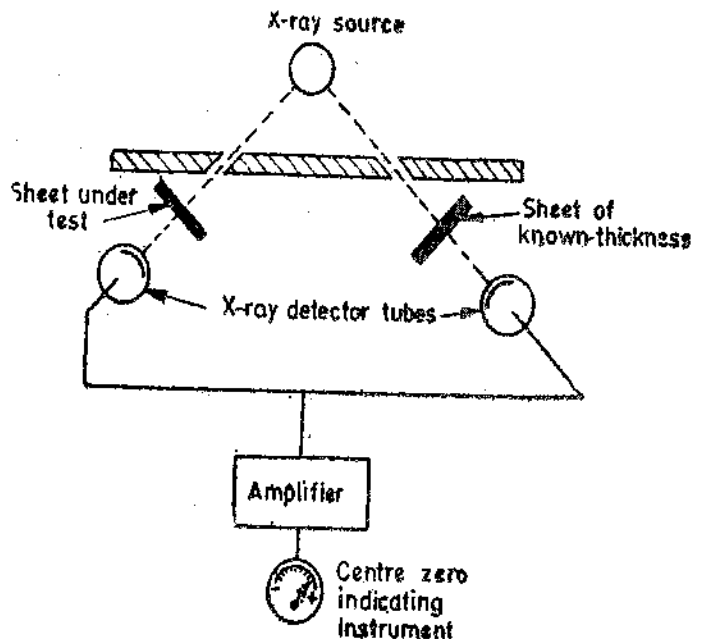 X-ray source
Sheet under
test
Sheet of
known-thickness
X-ray detector tubes
Amplifier
Centre zero
indicating
Instrument